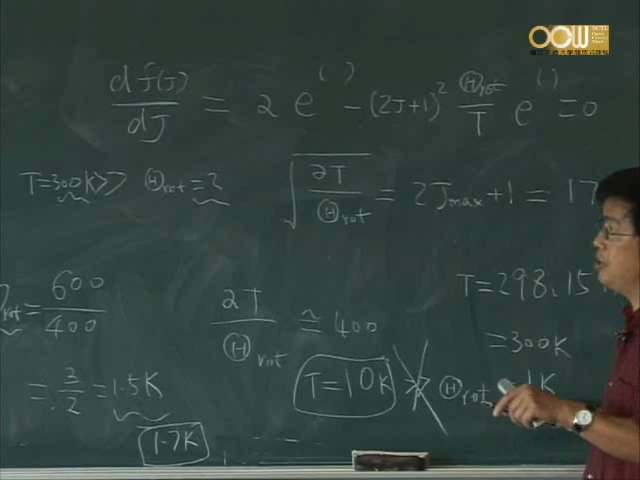 OCW
df(J)/dJ = 2 e^( ) - (2J+1)² Θrot/T e^( ) = 0
T=300K >> Θrot = ?
√(2T/Θrot) = 2Jmax+1 = 17
T=298.15
rot = 600/400
2T/Θrot ≅ 400
=300K
= 3/2 = 1.5K
T=10K
Θrot
1K
1.7K